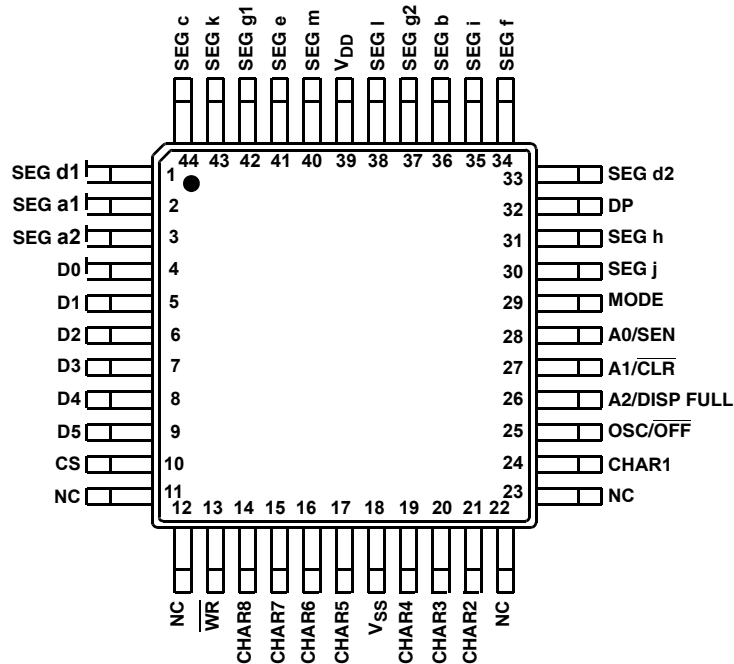 SEG c
SEG k
SEG g1
SEG e
SEG m
VDD
SEG l
SEG g2
SEG b
SEG i
SEG f
44 43 42 41 40 39 38 37 36 35 34
SEG d1 1
SEG a1 2
SEG a2 3
D0 4
D1 5
D2 6
D3 7
D4 8
D5 9
CS 10
NC 11
33 SEG d2
32 DP
31 SEG h
30 SEG j
29 MODE
28 A0/SEN
27 A1/CLR
26 A2/DISP FULL
25 OSC/OFF
24 CHAR1
23 NC
12 13 14 15 16 17 18 19 20 21 22
NC
WR
CHAR8
CHAR7
CHAR6
CHAR5
VSS
CHAR4
CHAR3
CHAR2
NC